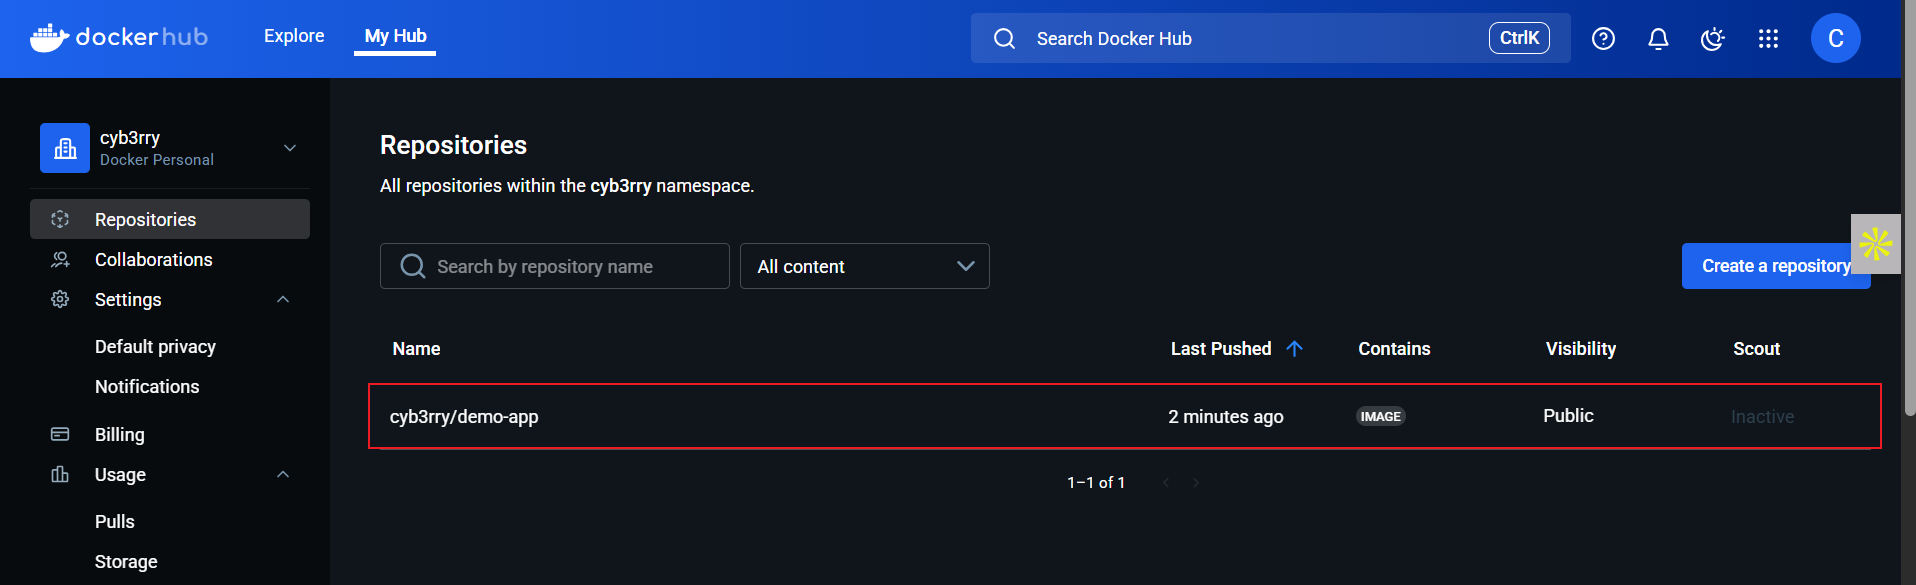 dockerhub Explore My Hub Search Docker Hub CtrlK C
cyb3rry
Docker Personal
Repositories
Collaborations
Settings
Default privacy
Notifications
Billing
Usage
Pulls
Storage
Repositories
All repositories within the cyb3rry namespace.
Search by repository name All content Create a repository
Name Last Pushed Contains Visibility Scout
cyb3rry/demo-app 2 minutes ago IMAGE Public Inactive
1–1 of 1